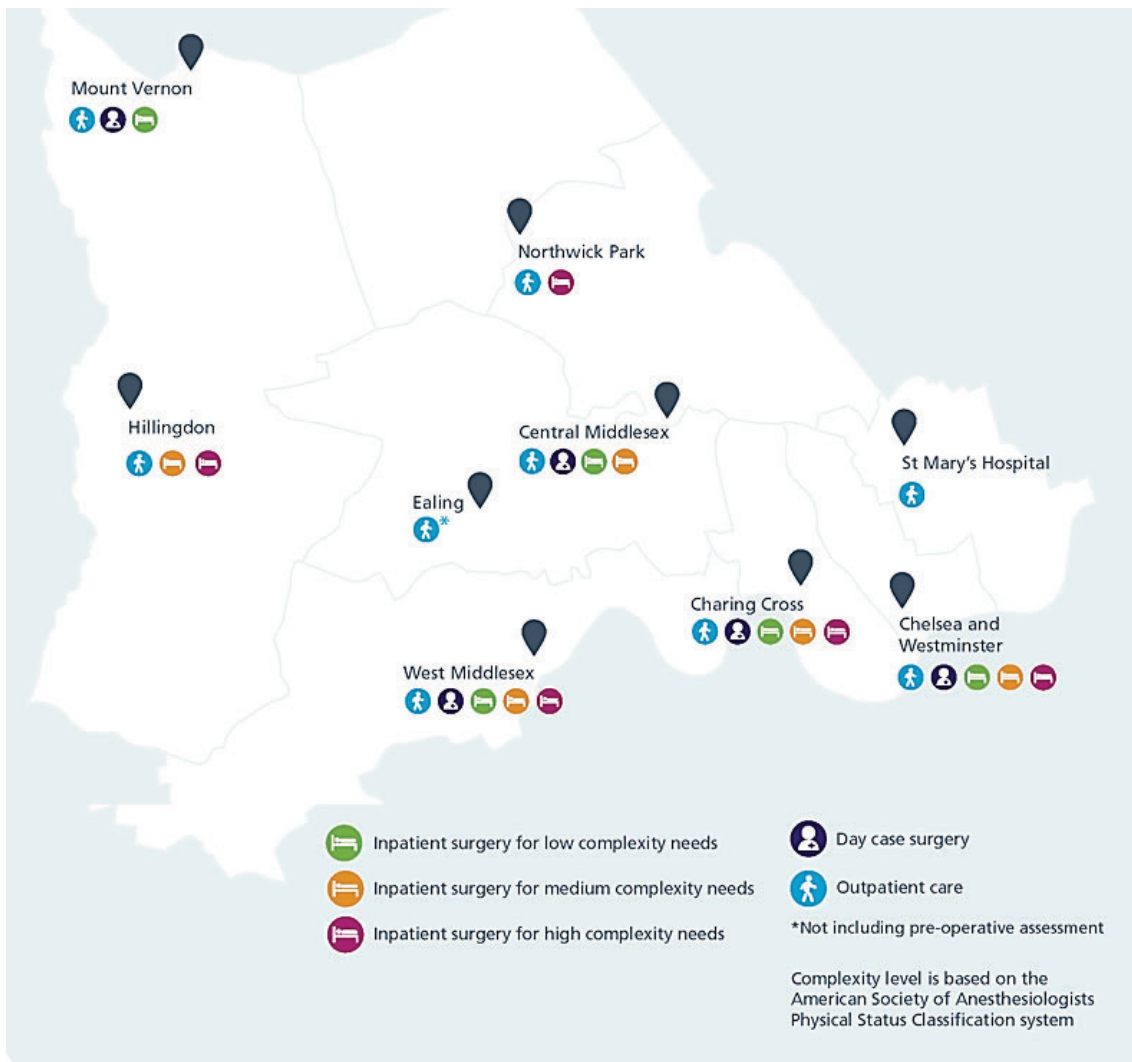 Mount Vernon
Northwick Park
Hillingdon
Central Middlesex
St Mary's Hospital
Ealing
*
Charing Cross
Chelsea and
Westminster
West Middlesex
Inpatient surgery for low complexity needs
Inpatient surgery for medium complexity needs
Inpatient surgery for high complexity needs
Day case surgery
Outpatient care
*Not including pre-operative assessment
Complexity level is based on the
American Society of Anesthesiologists
Physical Status Classification system